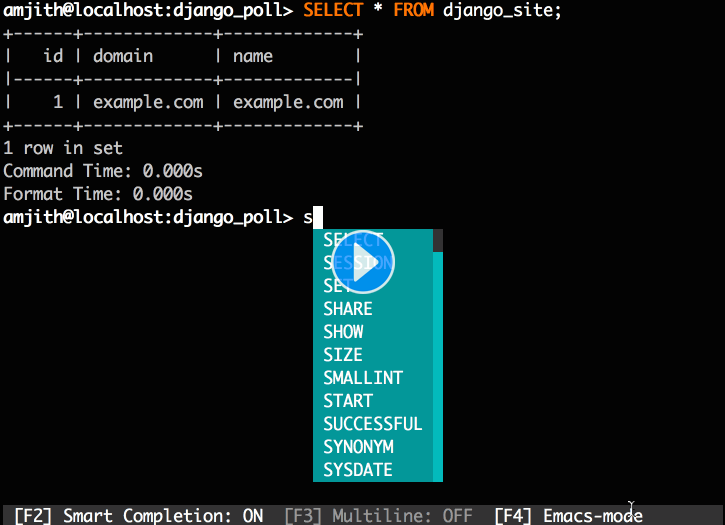 amjith@localhost:django_poll> SELECT * FROM django_site;
+------+-------------+-------------+
|   id | domain      | name        |
|------+-------------+-------------|
|    1 | example.com | example.com |
+------+-------------+-------------+
1 row in set
Command Time: 0.000s
Format Time: 0.000s
amjith@localhost:django_poll> s
SELECT
SESSION
SET
SHARE
SHOW
SIZE
SMALLINT
START
SUCCESSFUL
SYNONYM
SYSDATE
[F2] Smart Completion: ON  [F3] Multiline: OFF  [F4] Emacs-mode